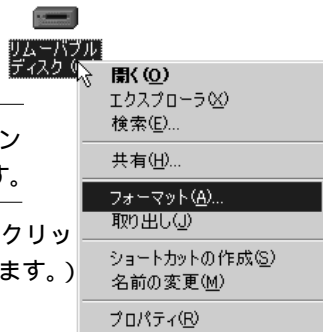 リムーバブル
ディスク (
開く(O)
エクスプローラ(X)
検索(E)...
共有(H)...
フォーマット(A)...
取り出し(J)
ショートカットの作成(S)
名前の変更(M)
プロパティ(R)
ン
す。
クリッ
ます。)